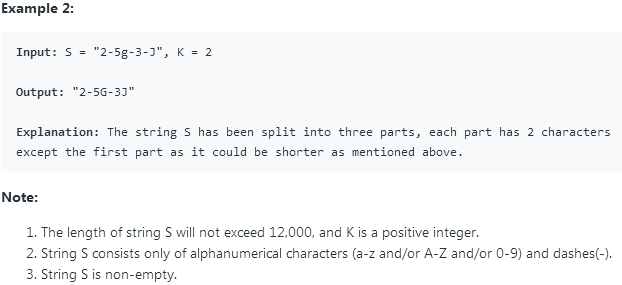 Example 2:
Input: S = "2-5g-3-J", K = 2
Output: "2-5G-3J"
Explanation: The string S has been split into three parts, each part has 2 characters
except the first part as it could be shorter as mentioned above.
Note:
1. The length of string S will not exceed 12,000, and K is a positive integer.
2. String S consists only of alphanumerical characters (a-z and/or A-Z and/or 0-9) and dashes(-).
3. String S is non-empty.